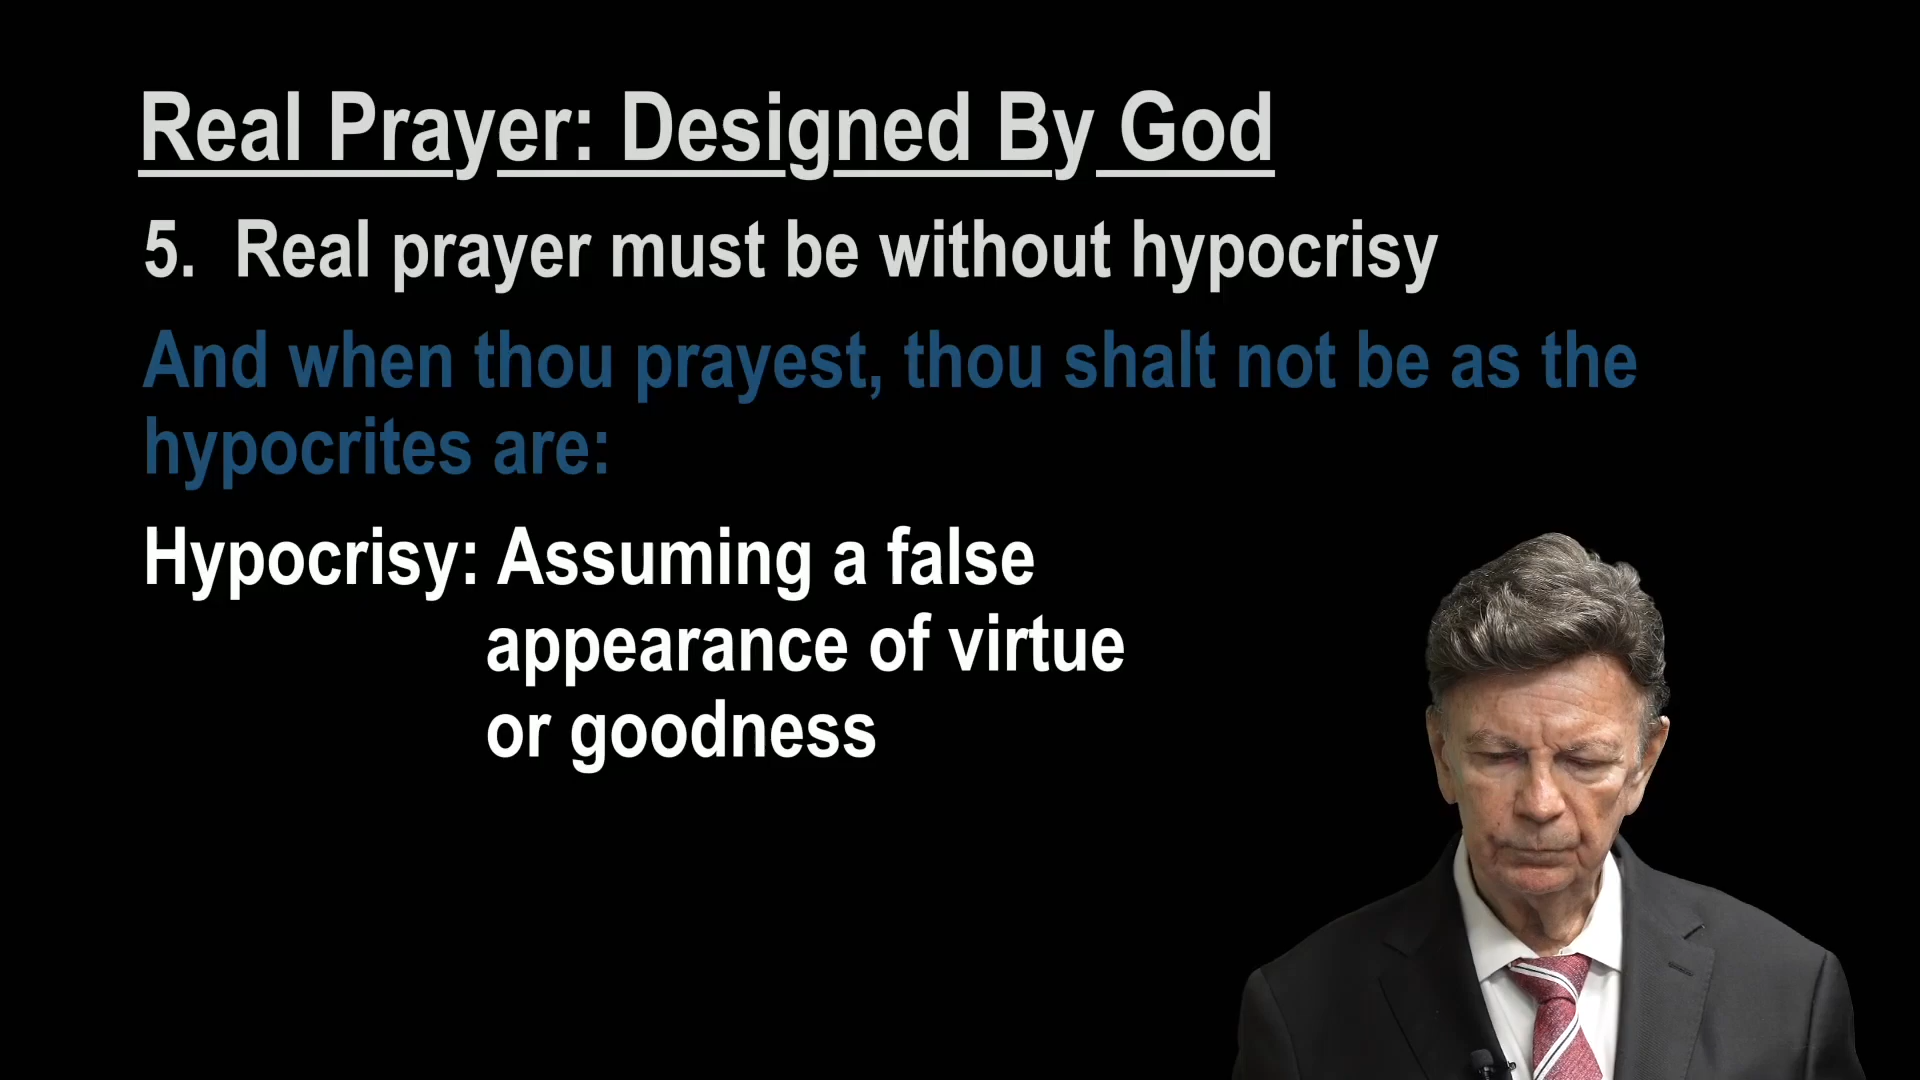 Real Prayer: Designed By God
5. Real prayer must be without hypocrisy
And when thou prayest, thou shalt not be as the
hypocrites are:
Hypocrisy: Assuming a false
appearance of virtue
or goodness